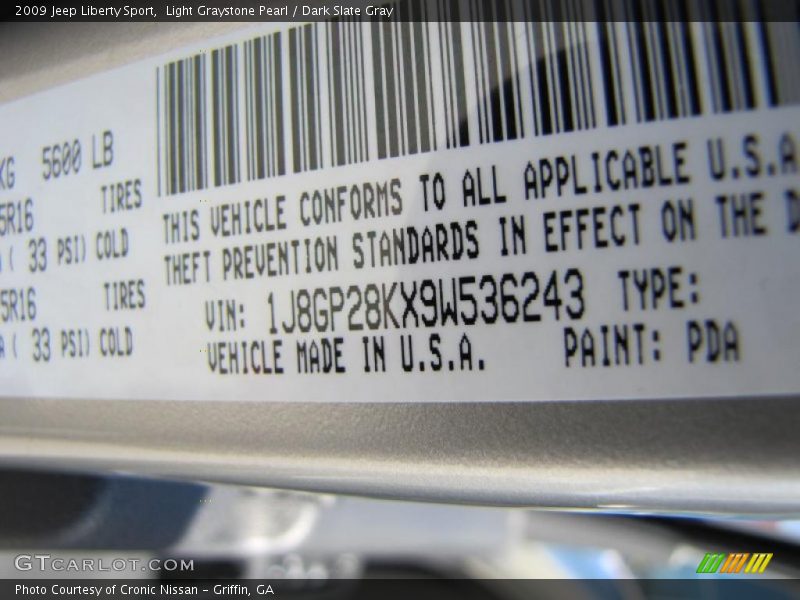 2009 Jeep Liberty Sport,  Light Graystone Pearl / Dark Slate Gray
KG 5600 LB
5R16 TIRES
( 33 PSI) COLD
5R16 TIRES
( 33 PSI) COLD
THIS VEHICLE CONFORMS TO ALL APPLICABLE U.S.A
THEFT PREVENTION STANDARDS IN EFFECT ON THE D
VIN: 1J8GP28KX9W536243 TYPE:
VEHICLE MADE IN U.S.A. PAINT: PDA
GTCARLOT.COM
Photo Courtesy of Cronic Nissan - Griffin, GA